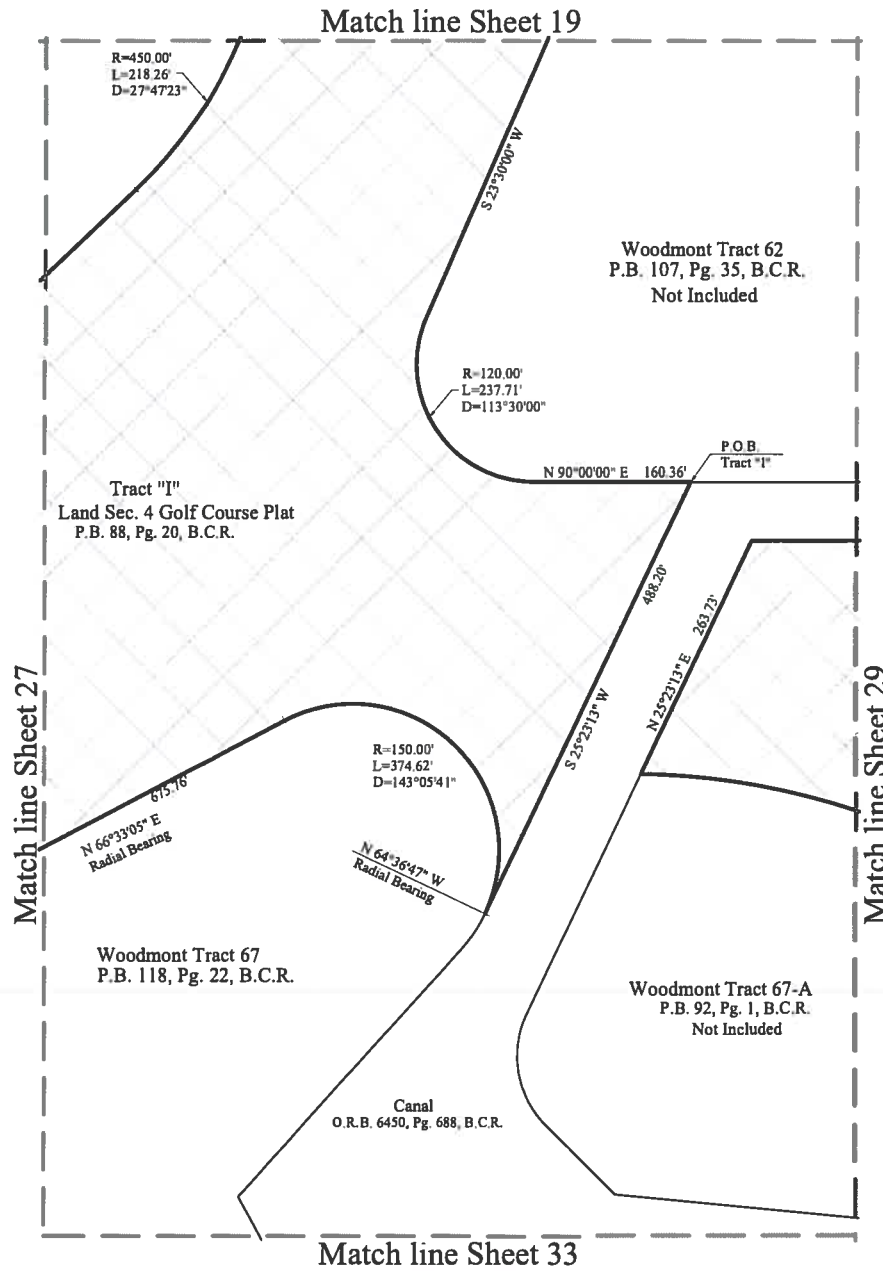 Match line Sheet 19
R=450.00'
L=218.26'
D=27°47'23"
S 23°30'00" W
Woodmont Tract 62
P.B. 107, Pg. 35, B.C.R.
Not Included
R=120.00'
L=237.71'
D=113°30'00"
P.O.B.
Tract "I"
N 90°00'00" E 160.36'
Tract "I"
Land Sec. 4 Golf Course Plat
P.B. 88, Pg. 20, B.C.R.
488.20'
S 25°23'13" W
263.73'
N 25°23'13" E
Match line Sheet 27
Match line Sheet 29
R=150.00'
L=374.62'
D=143°05'41"
675.76'
N 66°33'05" E
Radial Bearing
N 64°36'47" W
Radial Bearing
Woodmont Tract 67
P.B. 118, Pg. 22, B.C.R.
Woodmont Tract 67-A
P.B. 92, Pg. 1, B.C.R.
Not Included
Canal
O.R.B. 6450, Pg. 688, B.C.R.
Match line Sheet 33